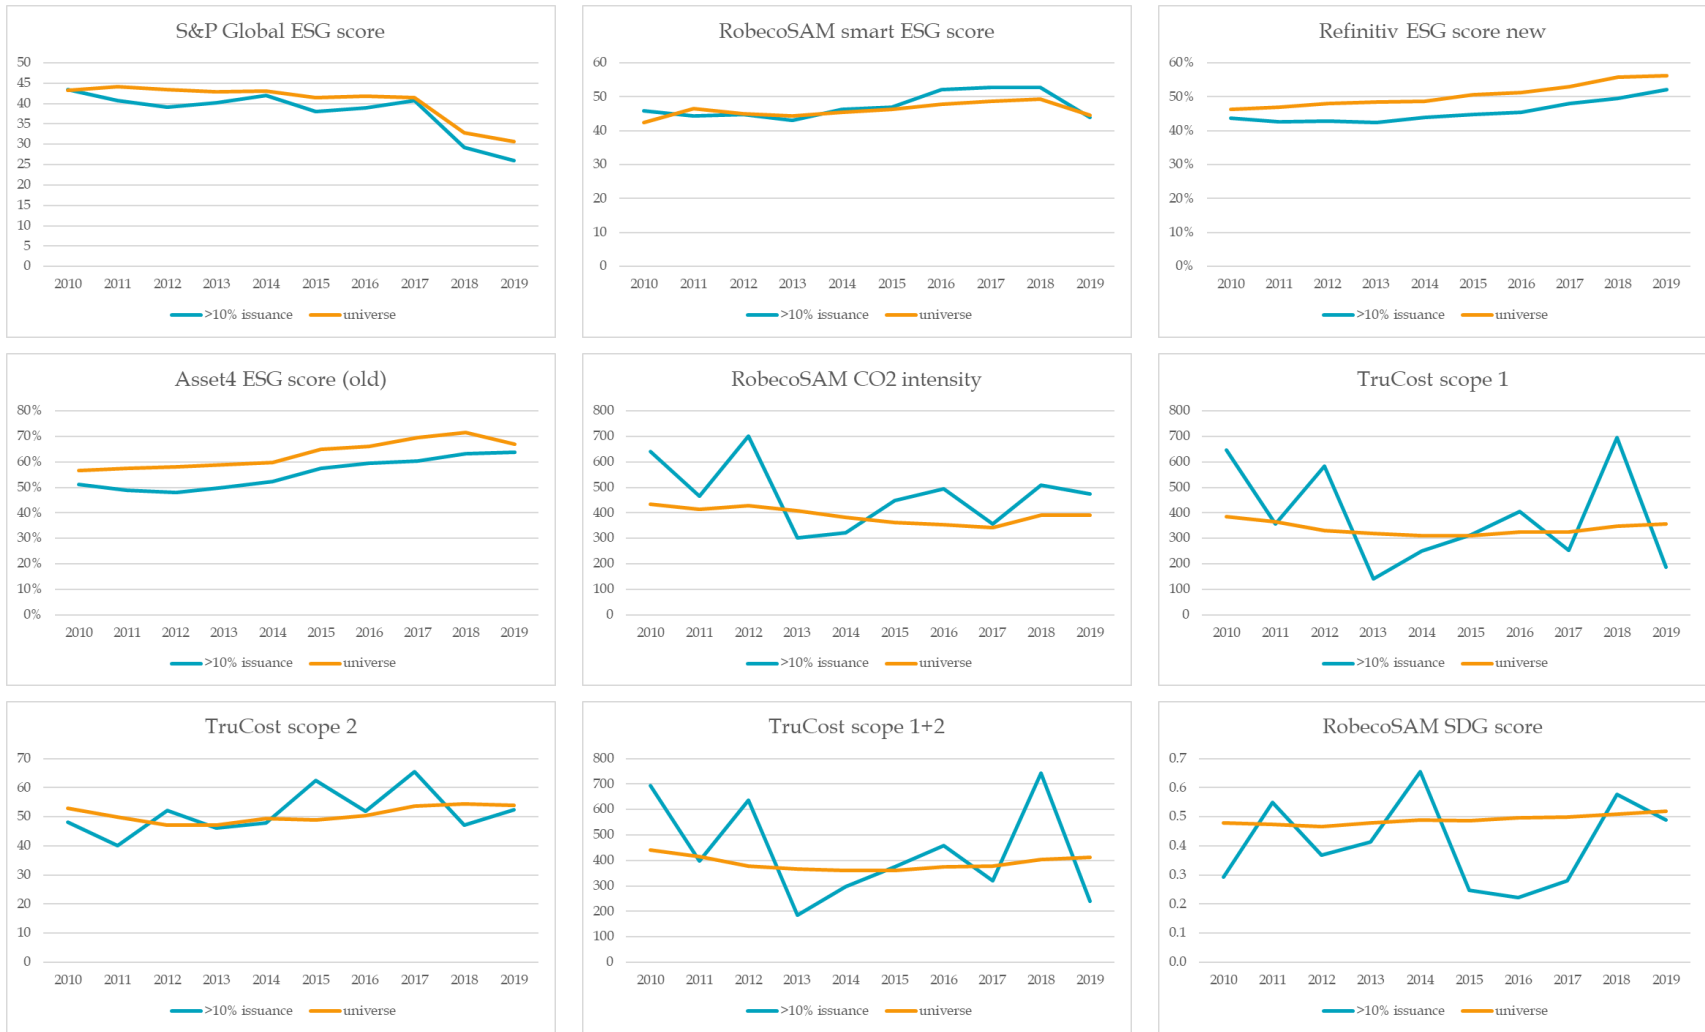 S&P Global ESG score
50
45
40
35
30
25
20
15
10
5
0
2010 2011 2012 2013 2014 2015 2016 2017 2018 2019
>10% issuance universe
RobecoSAM smart ESG score
60
50
40
30
20
10
0
2010 2011 2012 2013 2014 2015 2016 2017 2018 2019
>10% issuance universe
Refinitiv ESG score new
60%
50%
40%
30%
20%
10%
0%
2010 2011 2012 2013 2014 2015 2016 2017 2018 2019
>10% issuance universe
Asset4 ESG score (old)
80%
70%
60%
50%
40%
30%
20%
10%
0%
2010 2011 2012 2013 2014 2015 2016 2017 2018 2019
>10% issuance universe
RobecoSAM CO2 intensity
800
700
600
500
400
300
200
100
0
2010 2011 2012 2013 2014 2015 2016 2017 2018 2019
>10% issuance universe
TruCost scope 1
800
700
600
500
400
300
200
100
0
2010 2011 2012 2013 2014 2015 2016 2017 2018 2019
>10% issuance universe
TruCost scope 2
70
60
50
40
30
20
10
0
2010 2011 2012 2013 2014 2015 2016 2017 2018 2019
>10% issuance universe
TruCost scope 1+2
800
700
600
500
400
300
200
100
0
2010 2011 2012 2013 2014 2015 2016 2017 2018 2019
>10% issuance universe
RobecoSAM SDG score
0.7
0.6
0.5
0.4
0.3
0.2
0.1
0.0
2010 2011 2012 2013 2014 2015 2016 2017 2018 2019
>10% issuance universe